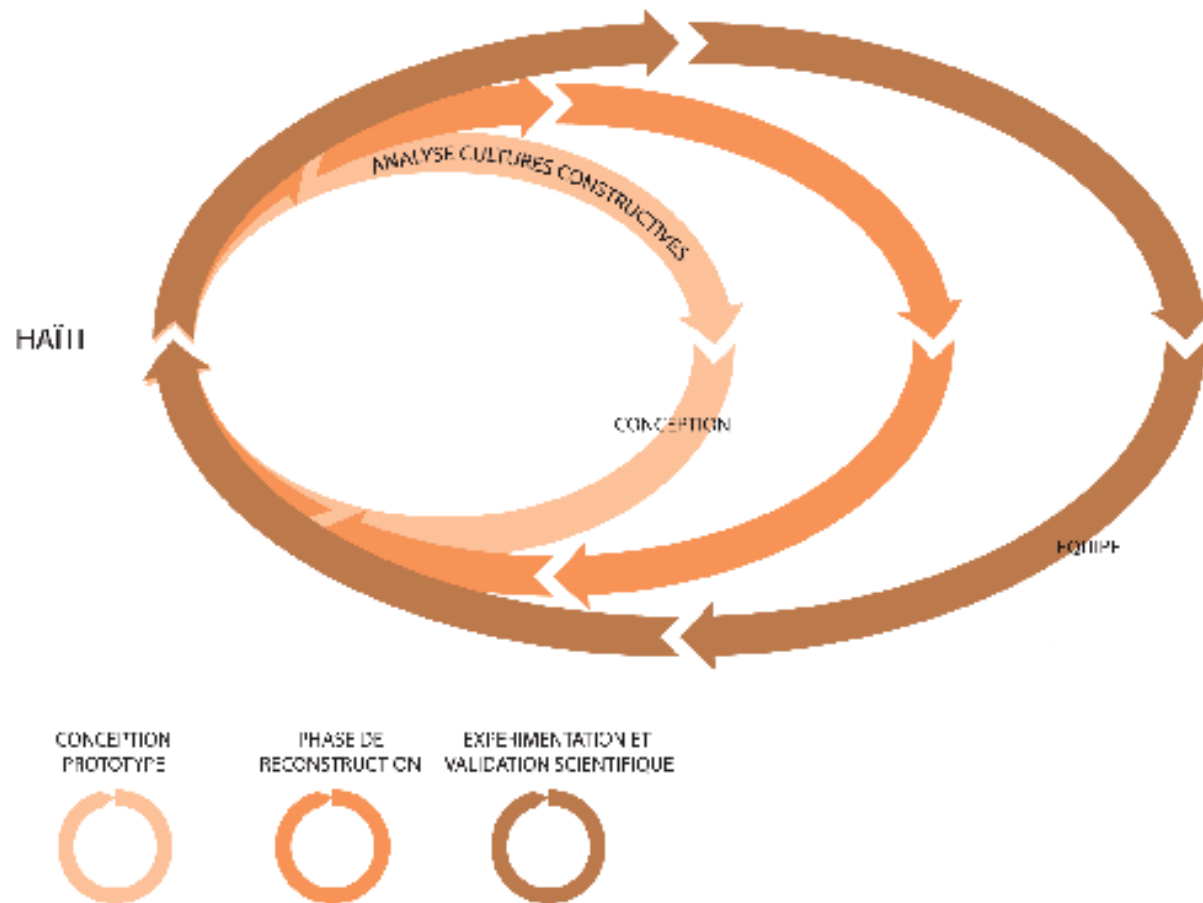 ANALYSE CULTURES CONSTRUCTIVES
HAÏTI
CONCEPTION
EQUIPE
CONCEPTION
PROTOTYPE
PHASE DE
RECONSTRUCTION
EXPERIMENTATION ET
VALIDATION SCIENTIFIQUE